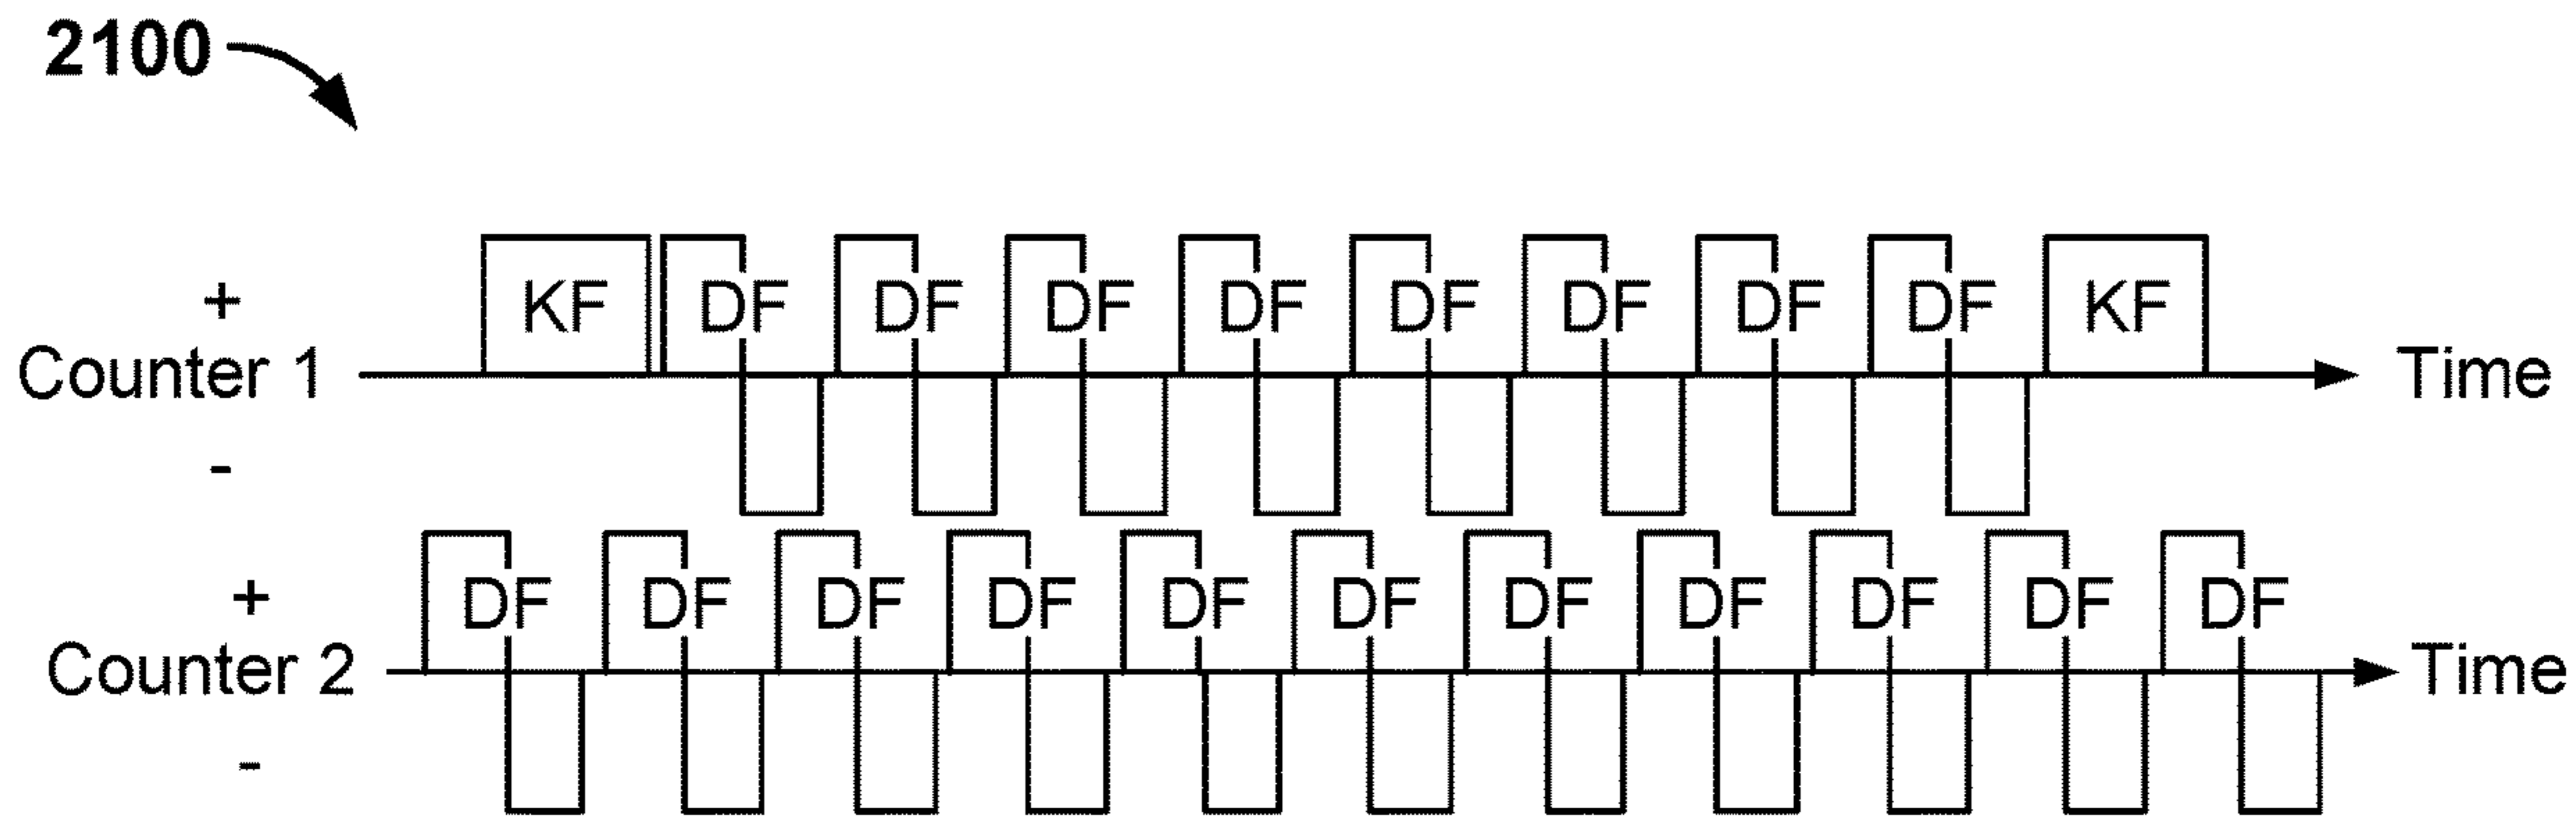 2100
+ KF DF DF DF DF DF DF DF DF KF
Counter 1 Time
-
+ DF DF DF DF DF DF DF DF DF DF DF
Counter 2 Time
-